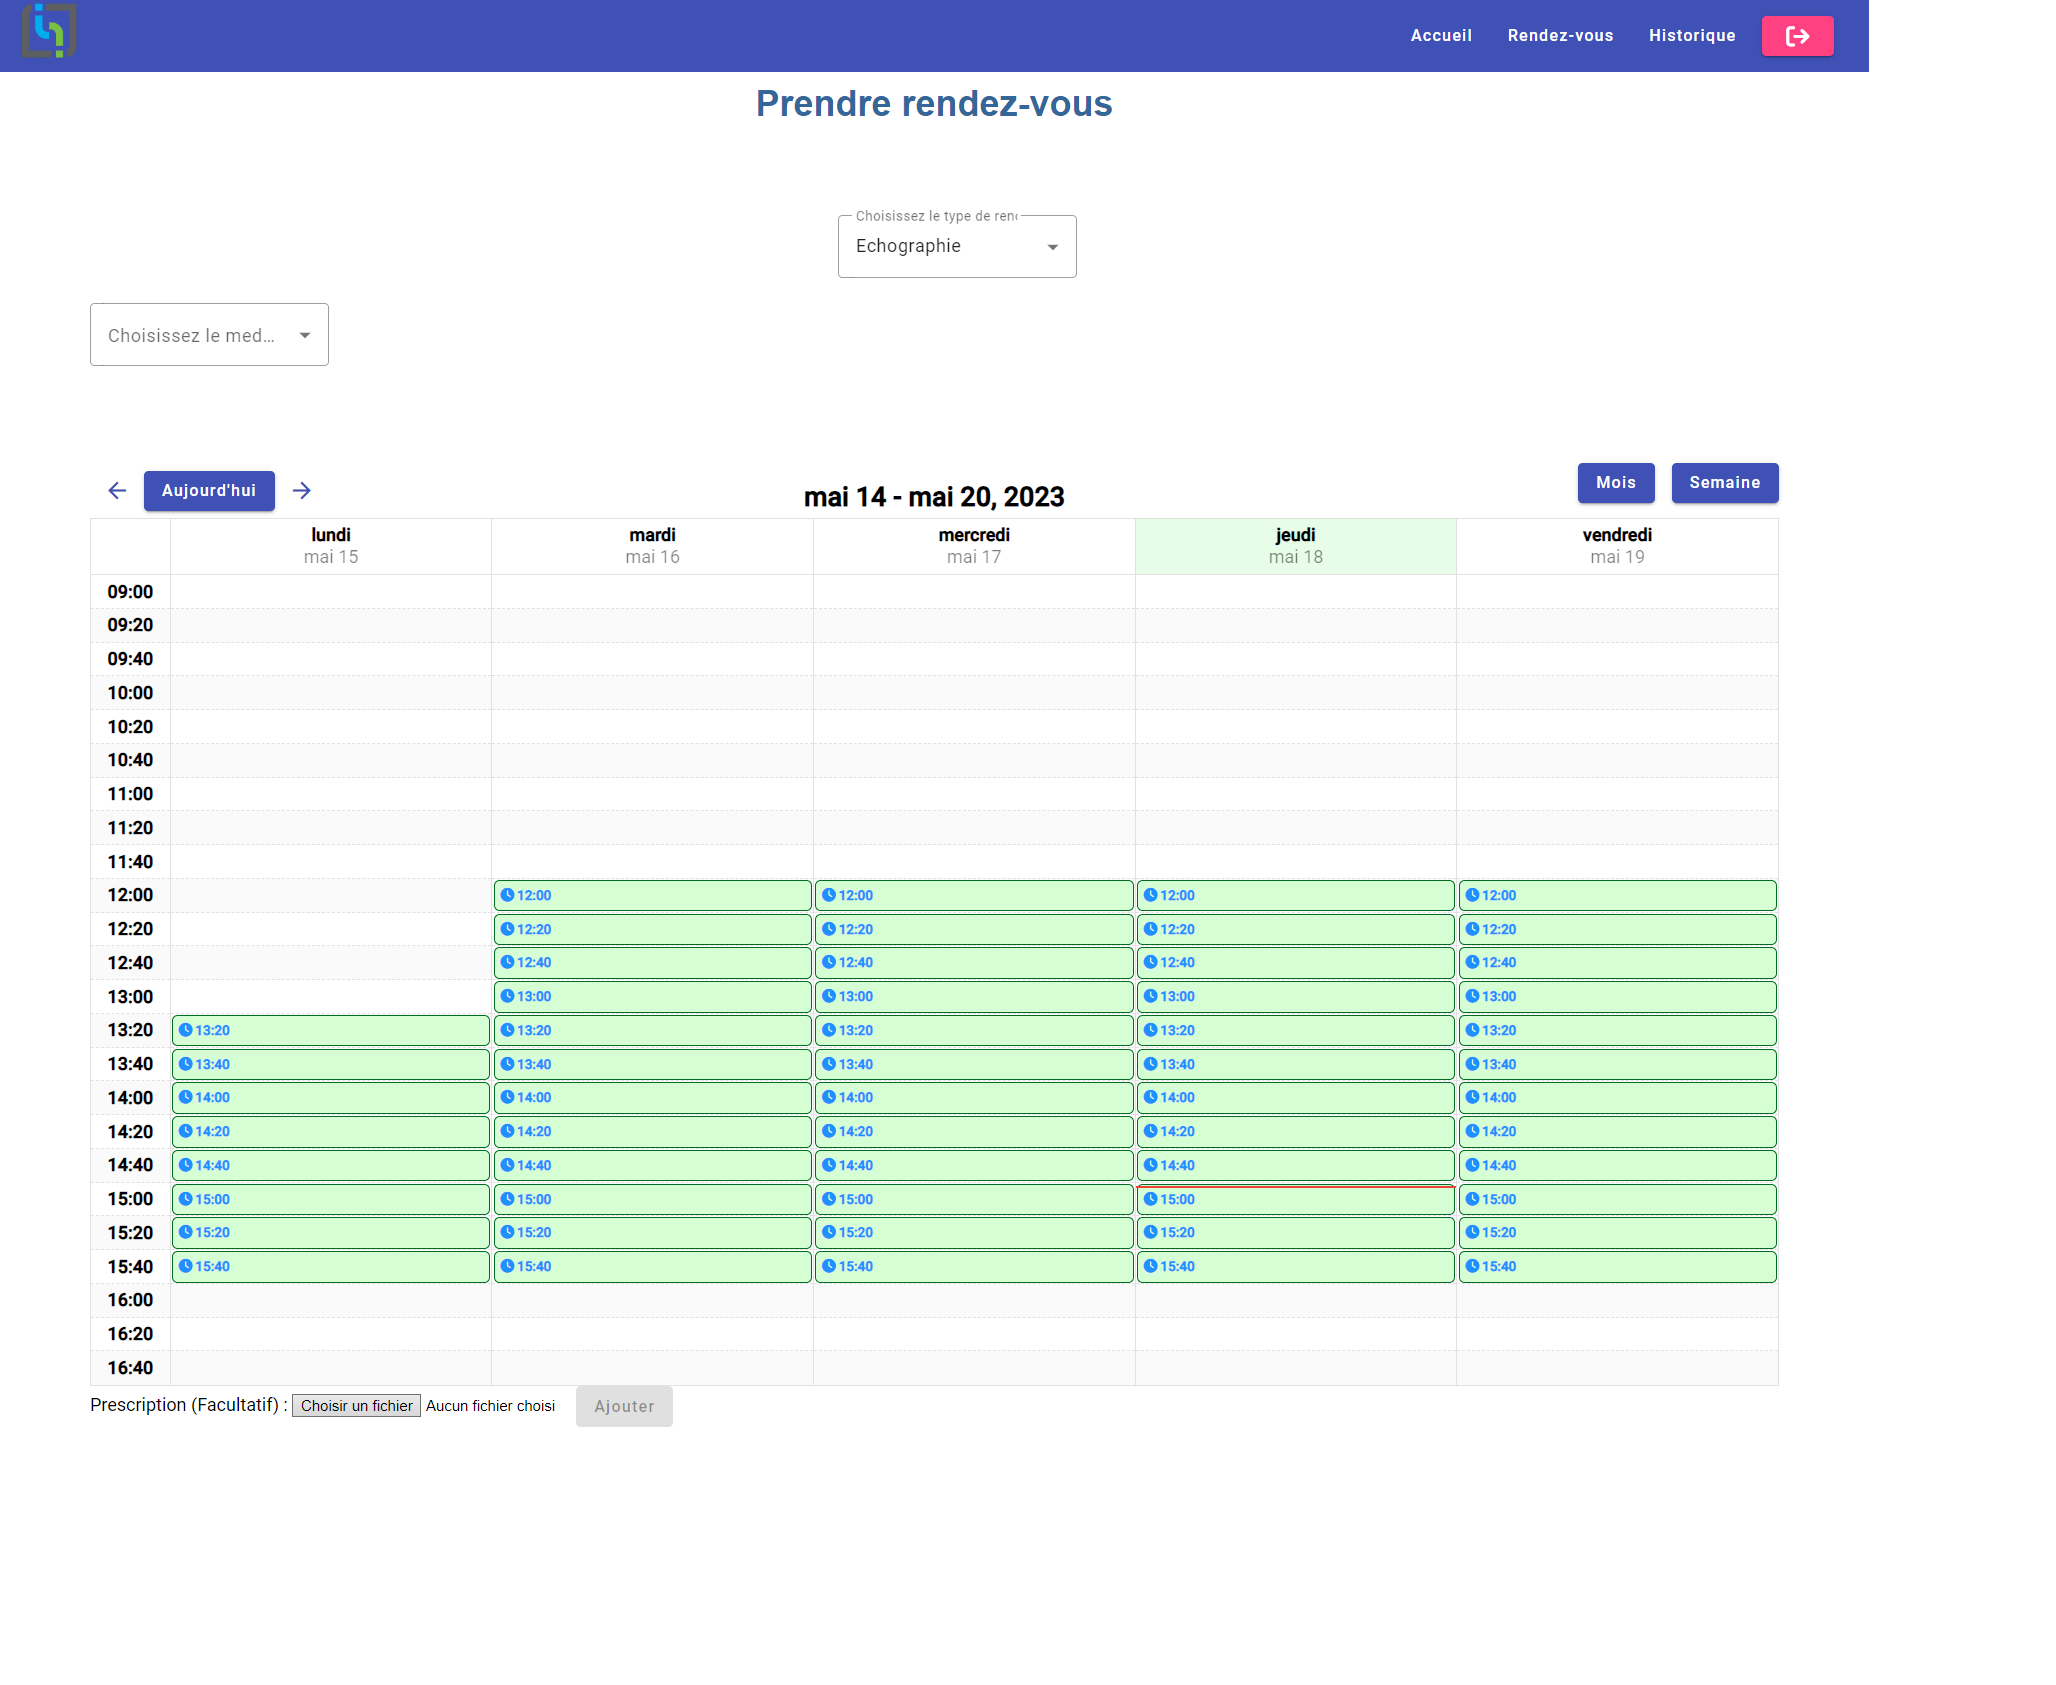 Accueil Rendez-vous Historique
Prendre rendez-vous
Choisissez le type de ren
Echographie
Choisissez le med...
Aujourd'hui mai 14 - mai 20, 2023 Mois Semaine
lundi mardi mercredi jeudi vendredi
mai 15 mai 16 mai 17 mai 18 mai 19
09:00
09:20
09:40
10:00
10:20
10:40
11:00
11:20
11:40
12:00 12:00 12:00 12:00 12:00
12:20 12:20 12:20 12:20 12:20
12:40 12:40 12:40 12:40 12:40
13:00 13:00 13:00 13:00 13:00
13:20 13:20 13:20 13:20 13:20 13:20
13:40 13:40 13:40 13:40 13:40 13:40
14:00 14:00 14:00 14:00 14:00 14:00
14:20 14:20 14:20 14:20 14:20 14:20
14:40 14:40 14:40 14:40 14:40 14:40
15:00 15:00 15:00 15:00 15:00 15:00
15:20 15:20 15:20 15:20 15:20 15:20
15:40 15:40 15:40 15:40 15:40 15:40
16:00
16:20
16:40
Prescription (Facultatif) : Choisir un fichier Aucun fichier choisi Ajouter